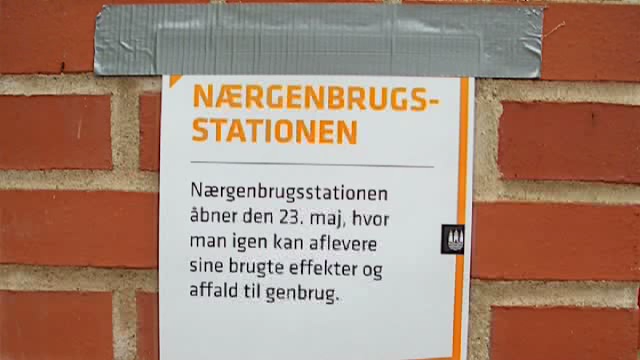 NÆRGENBRUGS-
STATIONEN
Nærgenbrugsstationen
åbner den 23. maj, hvor
man igen kan aflevere
sine brugte effekter og
affald til genbrug.